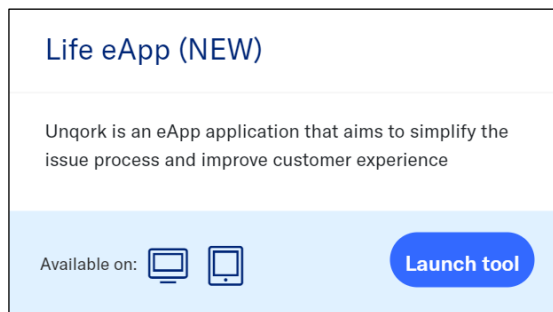 Life eApp (NEW)
Unqork is an eApp application that aims to simplify the
issue process and improve customer experience
Available on:
Launch tool